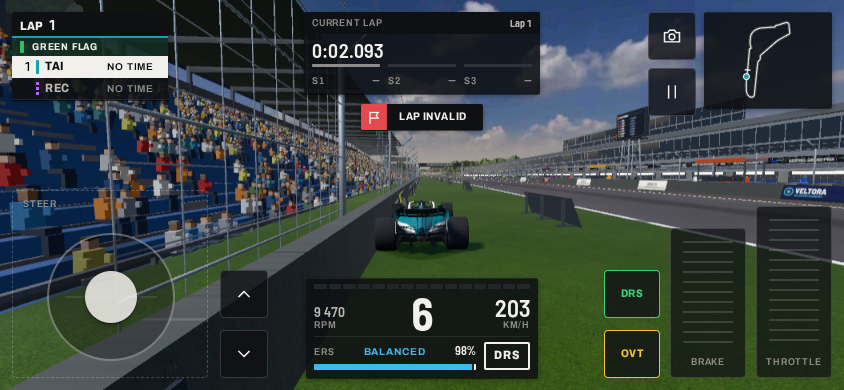 LAP 1
GREEN FLAG
1 TAI NO TIME
REC NO TIME
CURRENT LAP Lap 1
0:02.093
S1 – S2 – S3 –
LAP INVALID
VELTORA
STEER
9 470 RPM
6
203 KM/H
ERS BALANCED 98%
DRS
DRS
OVT
BRAKE
THROTTLE